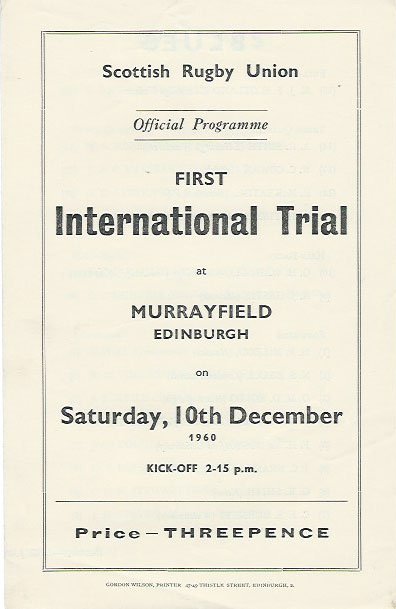 Scottish Rugby Union
Official Programme
FIRST
International Trial
at
MURRAYFIELD
EDINBURGH
on
Saturday, 10th December
1960
KICK-OFF 2-15 p.m.
Price — THREEPENCE
GORDON WILSON, PRINTER 47-49 THISTLE STREET, EDINBURGH, 2.